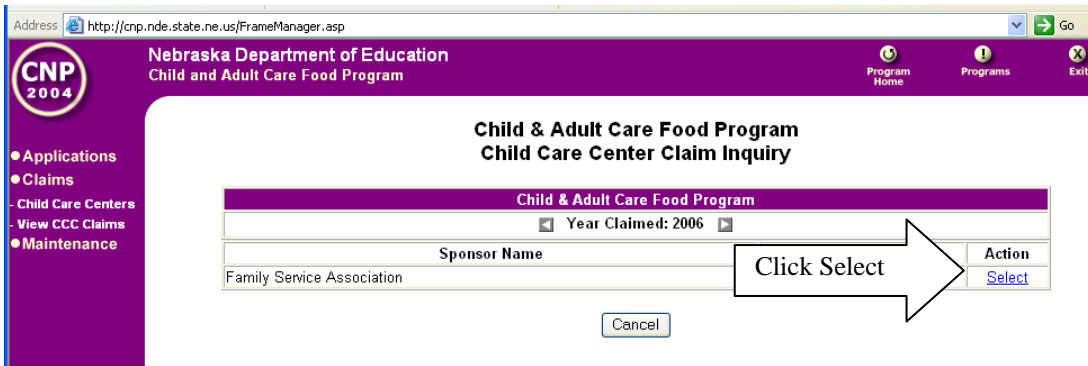 Address http://cnp.nde.state.ne.us/FrameManager.asp Go
Nebraska Department of Education
Child and Adult Care Food Program
CNP
2004
Program
Home
Programs
Exit
Applications
Claims
- Child Care Centers
- View CCC Claims
Maintenance
Child & Adult Care Food Program
Child Care Center Claim Inquiry
Child & Adult Care Food Program
Year Claimed: 2006
Sponsor Name Action
Family Service Association Select
Click Select
Cancel